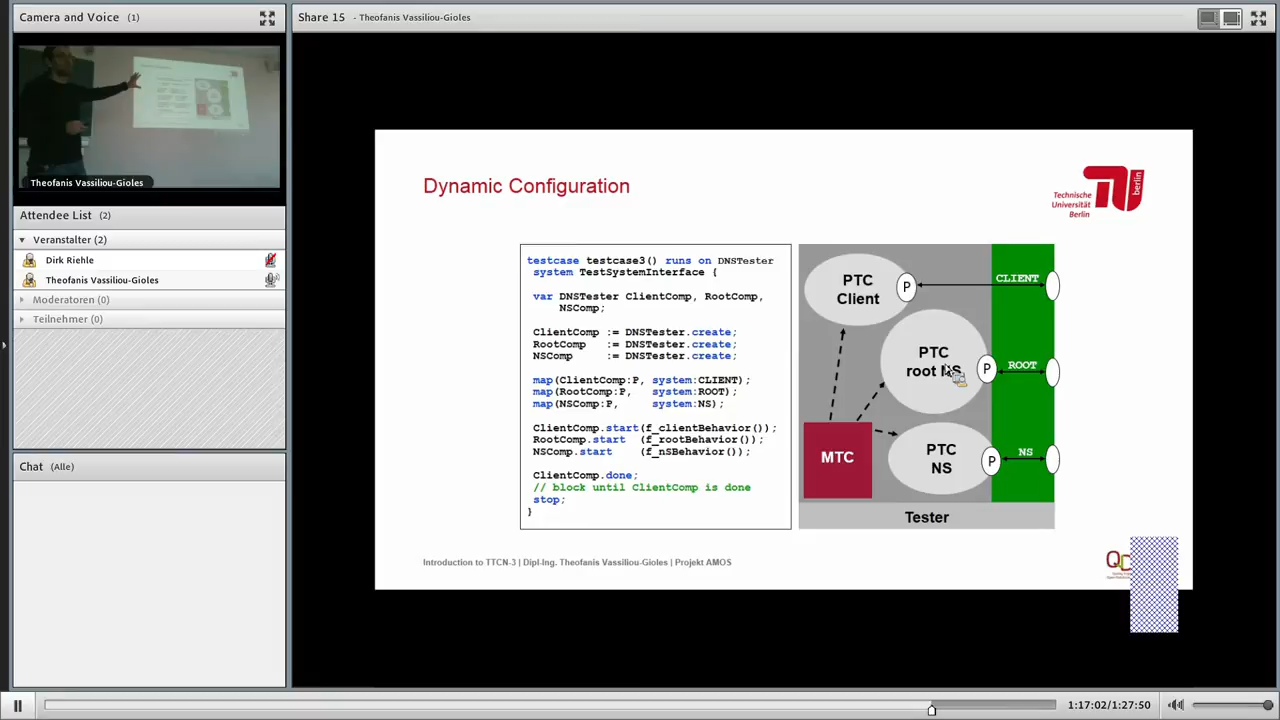 Camera and Voice (1)
Theofanis Vassiliou-Gioles
Attendee List (2)
Veranstalter (2)
Dirk Riehle
Theofanis Vassiliou-Gioles
Moderatoren (0)
Teilnehmer (0)
Chat (Alle)
Share 15 - Theofanis Vassiliou-Gioles
Dynamic Configuration
Technische
Universität
Berlin
berlin
testcase testcase3() runs on DNSTester
system TestSystemInterface {
var DNSTester ClientComp, RootComp,
NSComp;
ClientComp := DNSTester.create;
RootComp := DNSTester.create;
NSComp := DNSTester.create;
map(ClientComp:P, system:CLIENT);
map(RootComp:P, system:ROOT);
map(NSComp:P, system:NS);
ClientComp.start(f_clientBehavior());
RootComp.start (f_rootBehavior());
NSComp.start (f_nSBehavior());
ClientComp.done;
// block until ClientComp is done
stop;
}
PTC
Client
P
CLIENT
PTC
root NS
P
ROOT
MTC
PTC
NS
P
NS
Tester
Introduction to TTCN-3 | Dipl-Ing. Theofanis Vassiliou-Gioles | Projekt AMOS
1:17:02/1:27:50